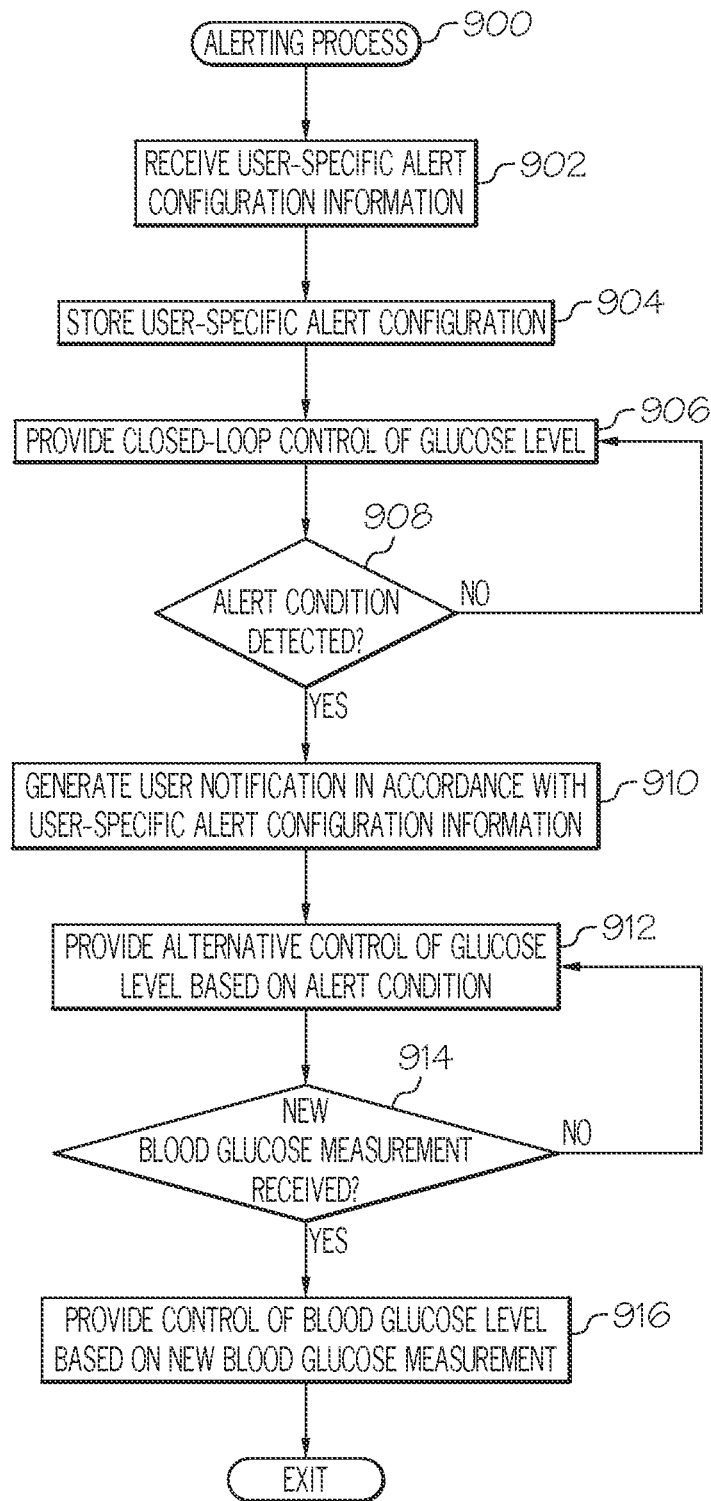 ALERTING PROCESS
900
RECEIVE USER-SPECIFIC ALERT
CONFIGURATION INFORMATION
902
STORE USER-SPECIFIC ALERT CONFIGURATION
904
PROVIDE CLOSED-LOOP CONTROL OF GLUCOSE LEVEL
906
908
ALERT CONDITION
DETECTED?
NO
YES
GENERATE USER NOTIFICATION IN ACCORDANCE WITH
USER-SPECIFIC ALERT CONFIGURATION INFORMATION
910
PROVIDE ALTERNATIVE CONTROL OF GLUCOSE
LEVEL BASED ON ALERT CONDITION
912
914
NEW
BLOOD GLUCOSE MEASUREMENT
RECEIVED?
NO
YES
PROVIDE CONTROL OF BLOOD GLUCOSE LEVEL
BASED ON NEW BLOOD GLUCOSE MEASUREMENT
916
EXIT